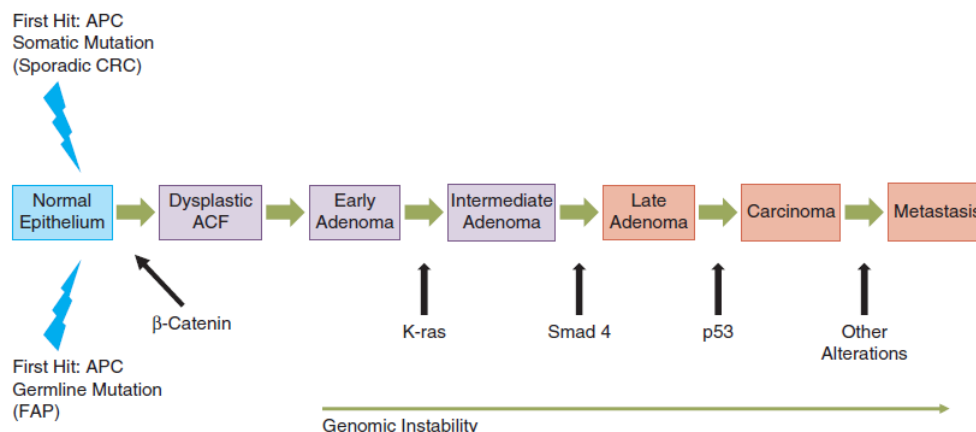 First Hit: APC
Somatic Mutation
(Sporadic CRC)
Normal
Epithelium
Dysplastic
ACF
Early
Adenoma
Intermediate
Adenoma
Late
Adenoma
Carcinoma
Metastasis
β-Catenin
K-ras
Smad 4
p53
Other
Alterations
First Hit: APC
Germline Mutation
(FAP)
Genomic Instability